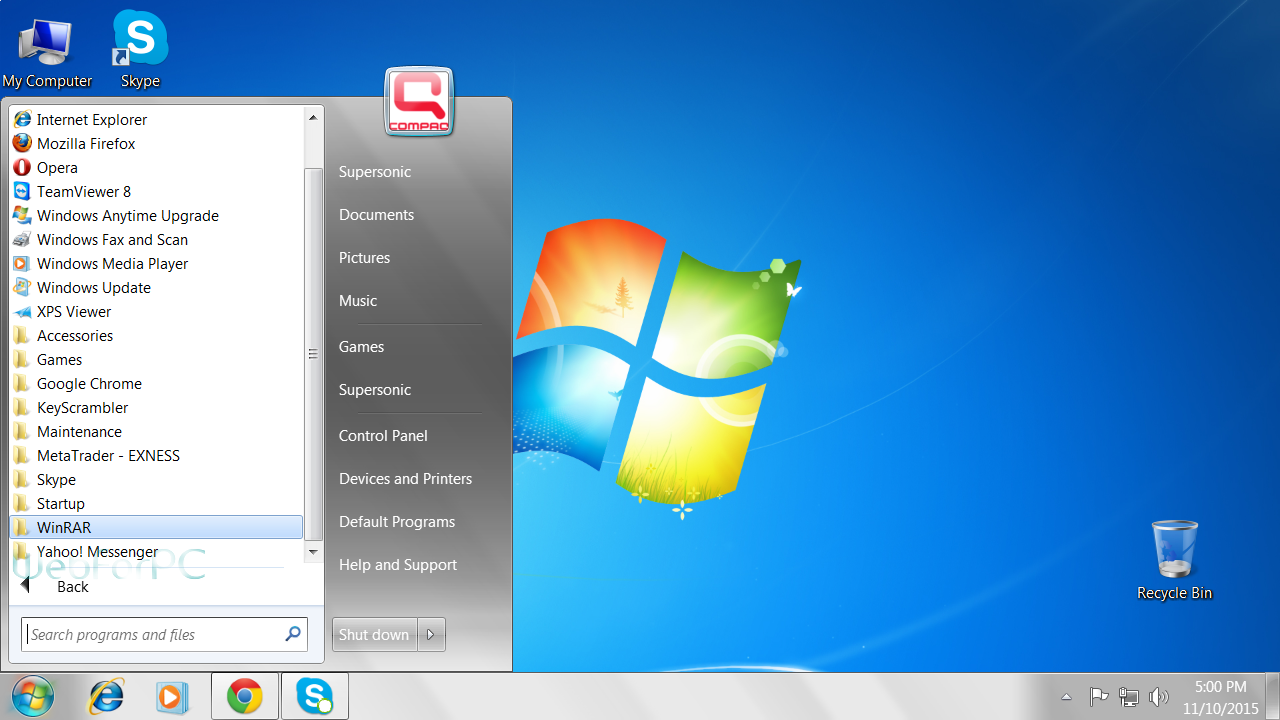 My Computer
Skype
COMPAQ
Internet Explorer
Mozilla Firefox
Opera
TeamViewer 8
Windows Anytime Upgrade
Windows Fax and Scan
Windows Media Player
Windows Update
XPS Viewer
Accessories
Games
Google Chrome
KeyScrambler
Maintenance
MetaTrader - EXNESS
Skype
Startup
WinRAR
Yahoo! Messenger
WebForPC
Back
Search programs and files
Supersonic
Documents
Pictures
Music
Games
Supersonic
Control Panel
Devices and Printers
Default Programs
Help and Support
Shut down
Recycle Bin
5:00 PM
11/10/2015